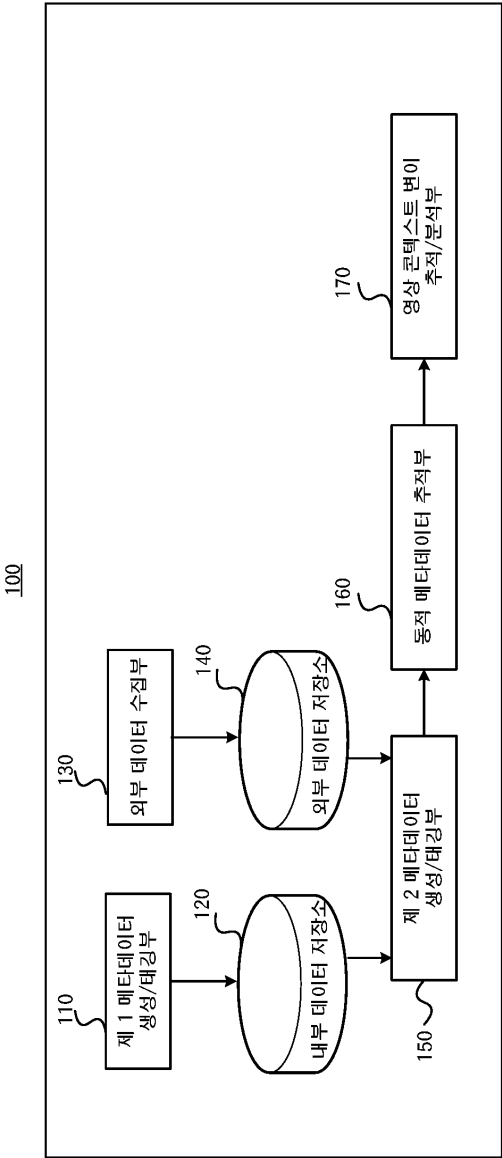 100
110
제 1 메타데이터
생성/태깅부
130
외부 데이터 수집부
120
내부 데이터 저장소
140
외부 데이터 저장소
150
제 2 메타데이터
생성/태깅부
160
동적 메타데이터 추적부
170
영상 콘텍스트 변이
추적/분석부